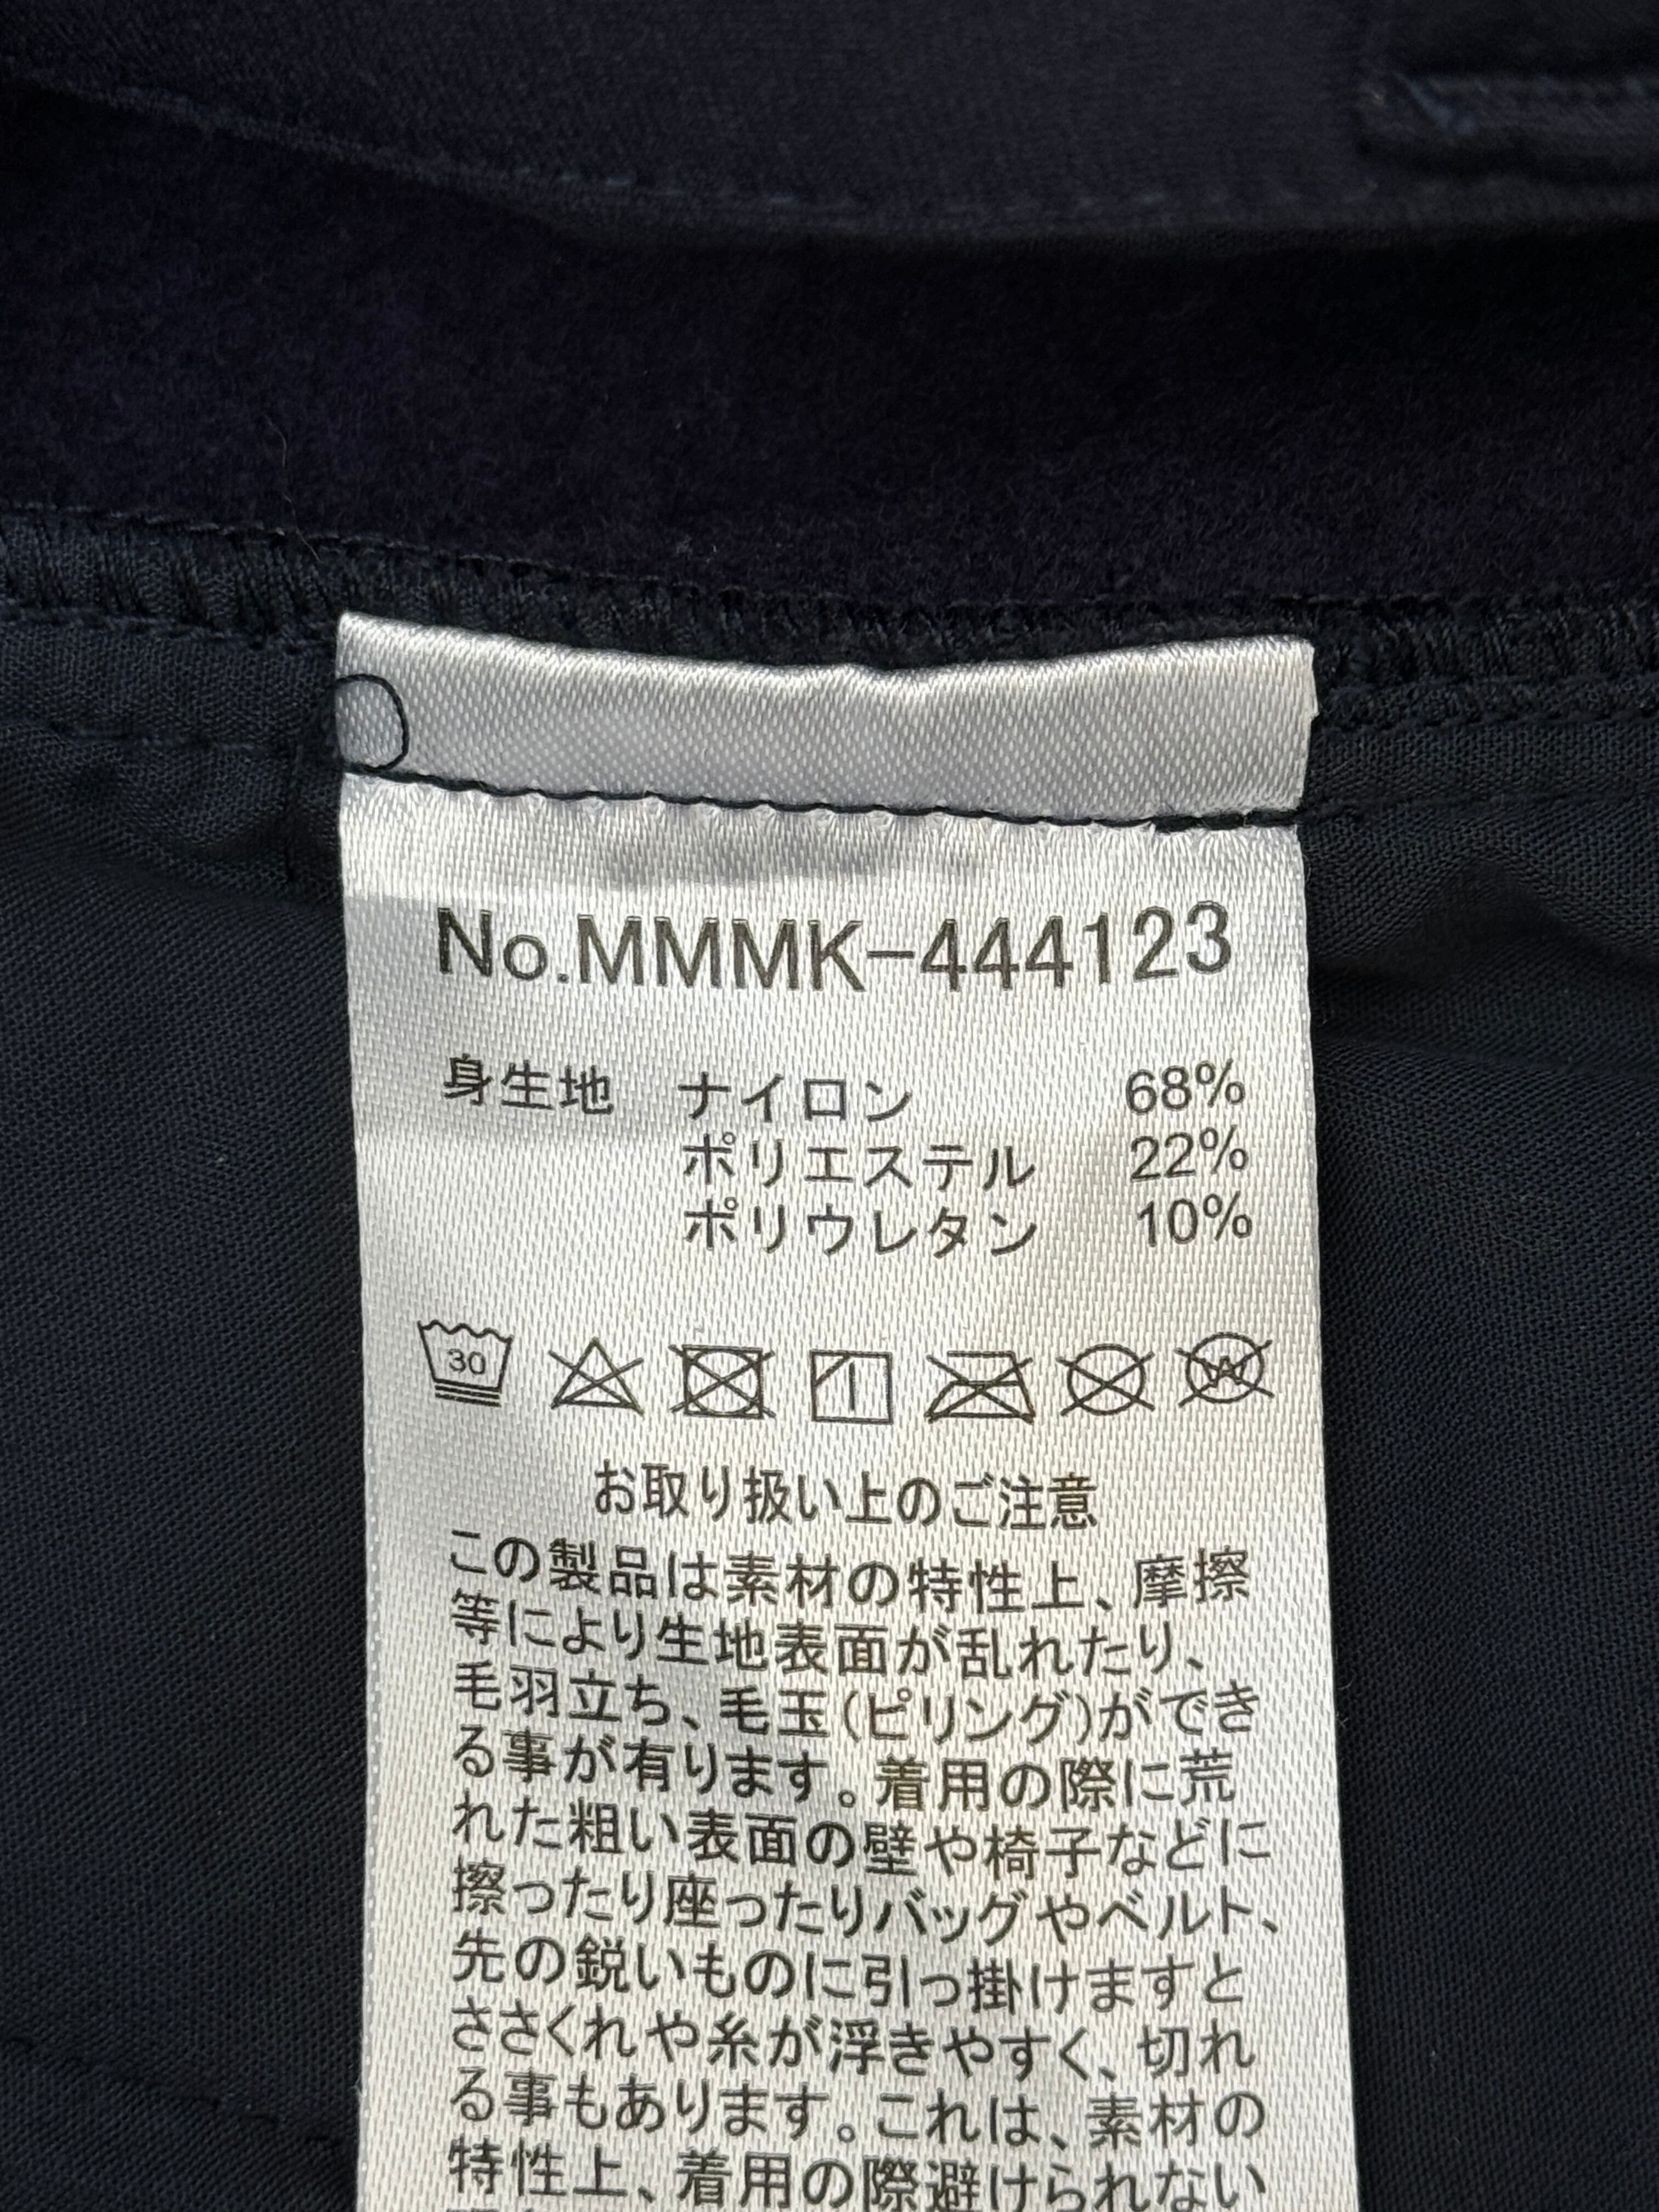 No.MMMK-444123
身生地 ナイロン 68%
ポリエステル 22%
ポリウレタン 10%
30
W
お取り扱い上のご注意
この製品は素材の特性上、摩擦
等により生地表面が乱れたり、
毛羽立ち、毛玉(ピリング)ができ
る事が有ります。着用の際に荒
れた粗い表面の壁や椅子などに
擦ったり座ったりバッグやベルト、
先の鋭いものに引っ掛けますと
ささくれや糸が浮きやすく、切れ
る事もあります。これは、素材の
特性上、着用の際避けられない